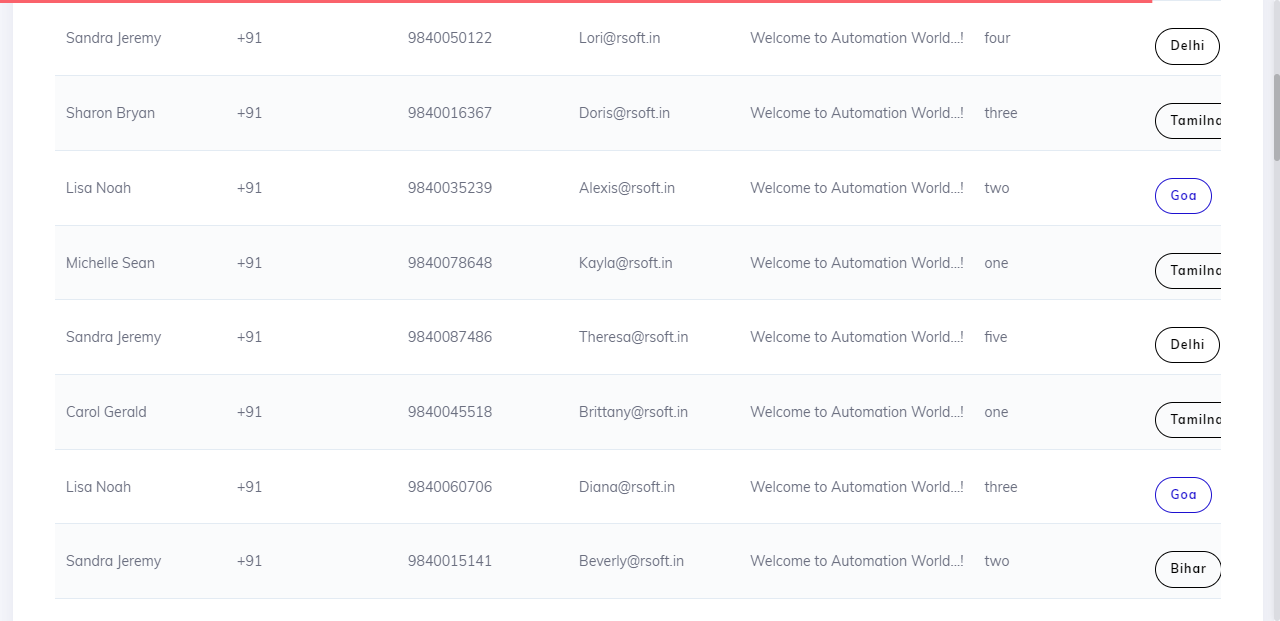 Sandra Jeremy +91 9840050122 Lori@rsoft.in Welcome to Automation World...! four Delhi
Sharon Bryan +91 9840016367 Doris@rsoft.in Welcome to Automation World...! three Tamilna
Lisa Noah +91 9840035239 Alexis@rsoft.in Welcome to Automation World...! two Goa
Michelle Sean +91 9840078648 Kayla@rsoft.in Welcome to Automation World...! one Tamilna
Sandra Jeremy +91 9840087486 Theresa@rsoft.in Welcome to Automation World...! five Delhi
Carol Gerald +91 9840045518 Brittany@rsoft.in Welcome to Automation World...! one Tamilna
Lisa Noah +91 9840060706 Diana@rsoft.in Welcome to Automation World...! three Goa
Sandra Jeremy +91 9840015141 Beverly@rsoft.in Welcome to Automation World...! two Bihar